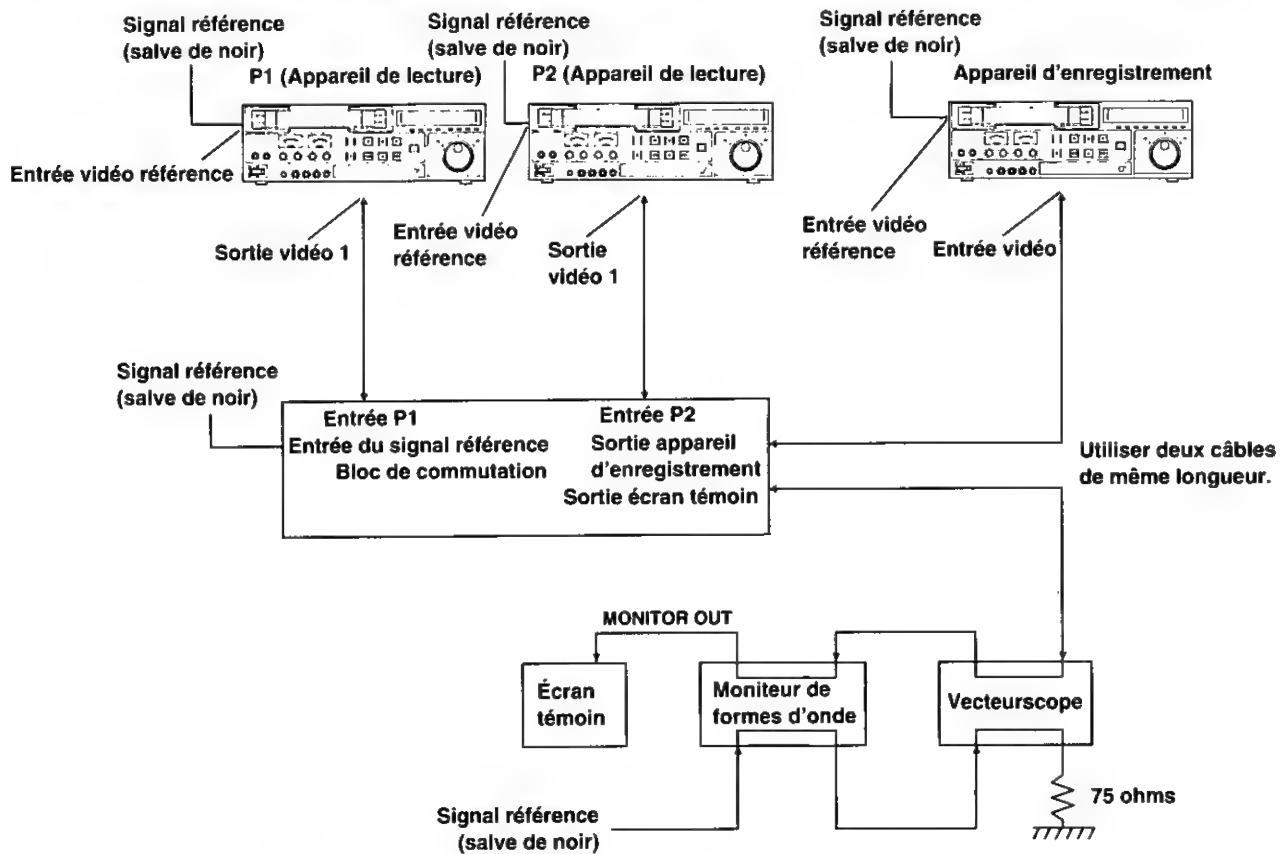 Signal référence
(salve de noir)
P1 (Appareil de lecture)
Entrée vidéo référence
Sortie vidéo 1
Signal référence
(salve de noir)
P2 (Appareil de lecture)
Entrée vidéo
référence
Sortie
vidéo 1
Signal référence
(salve de noir)
Appareil d'enregistrement
Entrée vidéo
référence
Entrée vidéo
Signal référence
(salve de noir)
Entrée P1
Entrée du signal référence
Bloc de commutation
Entrée P2
Sortie appareil
d'enregistrement
Sortie écran témoin
Utiliser deux câbles
de même longueur.
MONITOR OUT
Écran
témoin
Moniteur de
formes d'onde
Vecteurscope
Signal référence
(salve de noir)
75 ohms